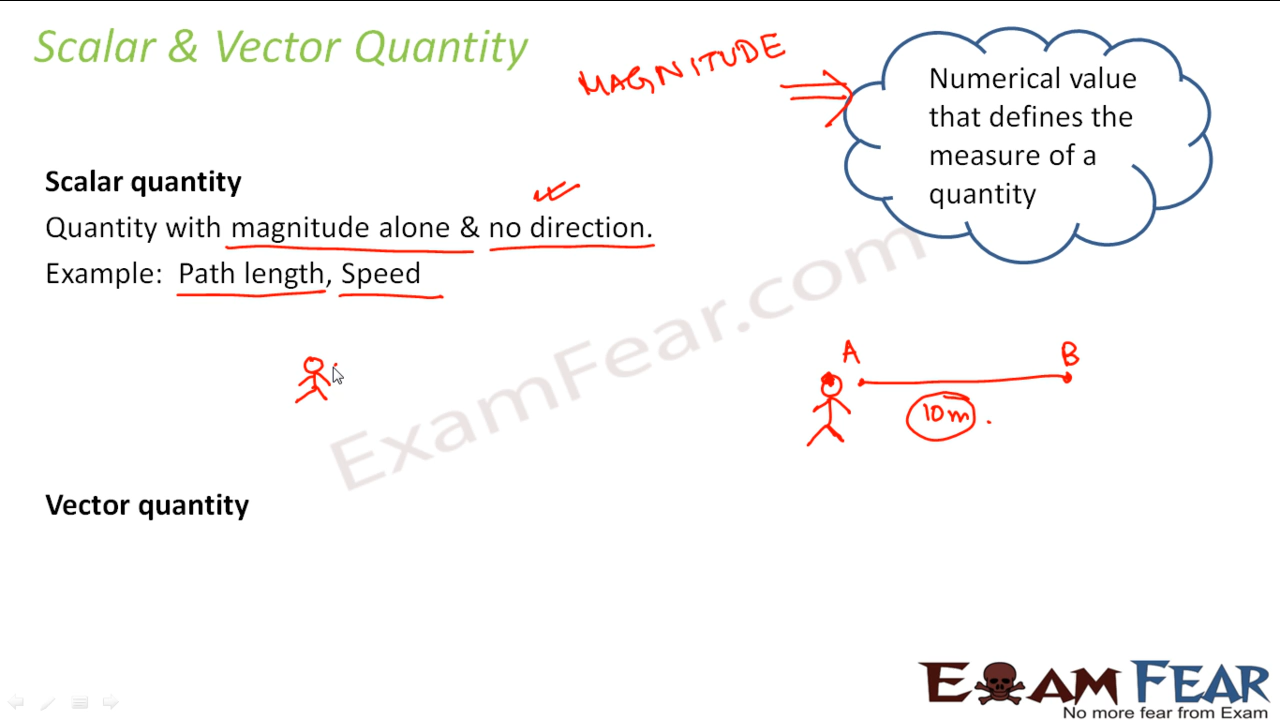 Scalar & Vector Quantity
MAGNITUDE
Numerical value
that defines the
measure of a
quantity
Scalar quantity
Quantity with magnitude alone & no direction.
Example: Path length, Speed
A
B
10m
Vector quantity
ExamFear.com
EXAM FEAR
No more fear from Exam